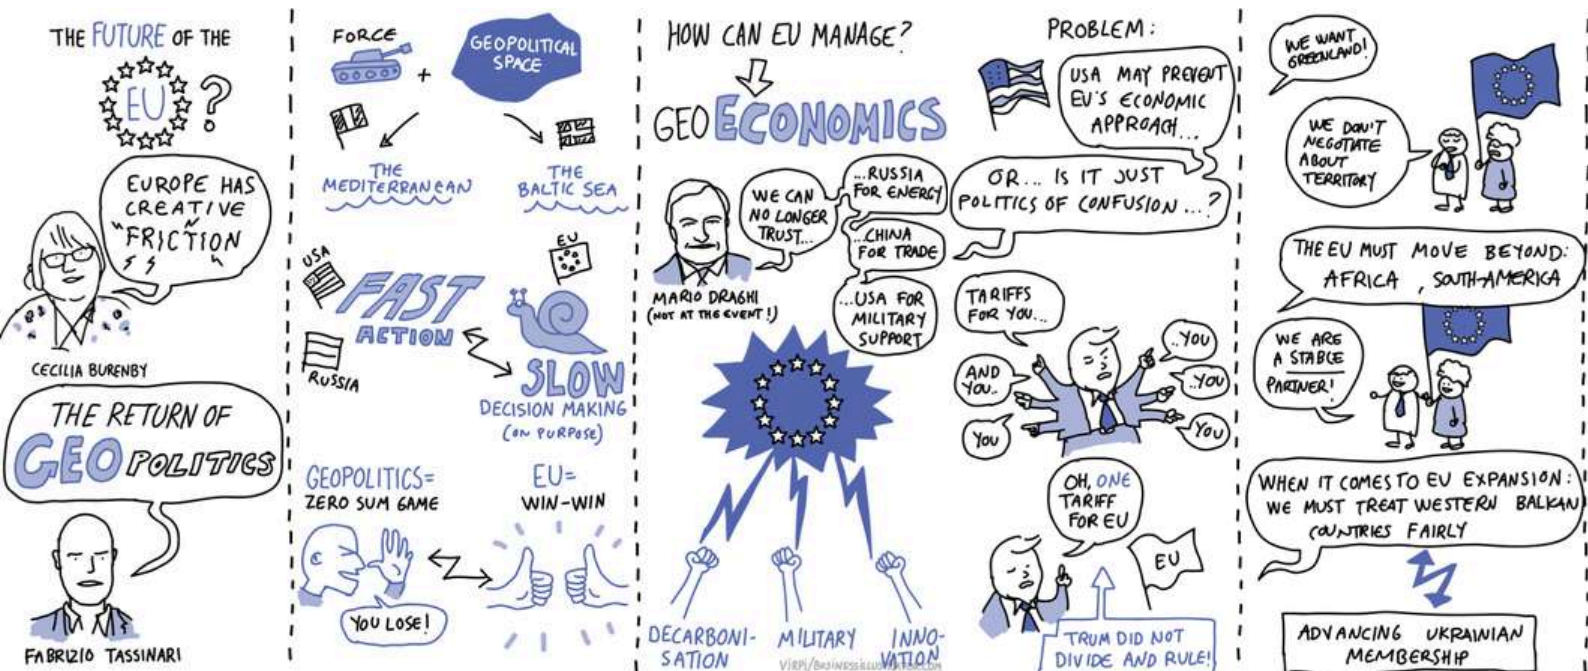 THE FUTURE OF THE
EU?
EUROPE HAS
CREATIVE
"FRICTION"
CECILIA BURENBY
THE RETURN OF
GEOPOLITICS
FABRIZIO TASSINARI
FORCE
+
GEOPOLITICAL
SPACE
THE
MEDITERRANEAN
THE
BALTIC SEA
USA
FAST
ACTION
RUSSIA
EU
SLOW
DECISION MAKING
(ON PURPOSE)
GEOPOLITICS=
ZERO SUM GAME
YOU LOSE!
EU=
WIN-WIN
HOW CAN EU MANAGE?
GEO ECONOMICS
WE CAN
NO LONGER
TRUST...
...RUSSIA
FOR ENERGY
...CHINA
FOR TRADE
...USA FOR
MILITARY
SUPPORT
MARIO DRAGHI
(NOT AT THE EVENT!)
DECARBONI-
SATION
MILITARY
INNO-
VATION
VIRPI/BUSINESSILLUSTRATOR.COM
PROBLEM:
USA MAY PREVENT
EU'S ECONOMIC
APPROACH...
OR... IS IT JUST
POLITICS OF CONFUSION...?
TARIFFS
FOR YOU...
AND
YOU..
YOU
..YOU
..YOU
YOU
OH, ONE
TARIFF
FOR EU
EU
TRUM DID NOT
DIVIDE AND RULE!
WE WANT
GREENLAND!
WE DON'T
NEGOTIATE
ABOUT
TERRITORY
THE EU MUST MOVE BEYOND:
AFRICA, SOUTH-AMERICA
WE ARE
A STABLE
PARTNER!
WHEN IT COMES TO EU EXPANSION:
WE MUST TREAT WESTERN BALKAN
COUNTRIES FAIRLY
ADVANCING UKRAINIAN
MEMBERSHIP